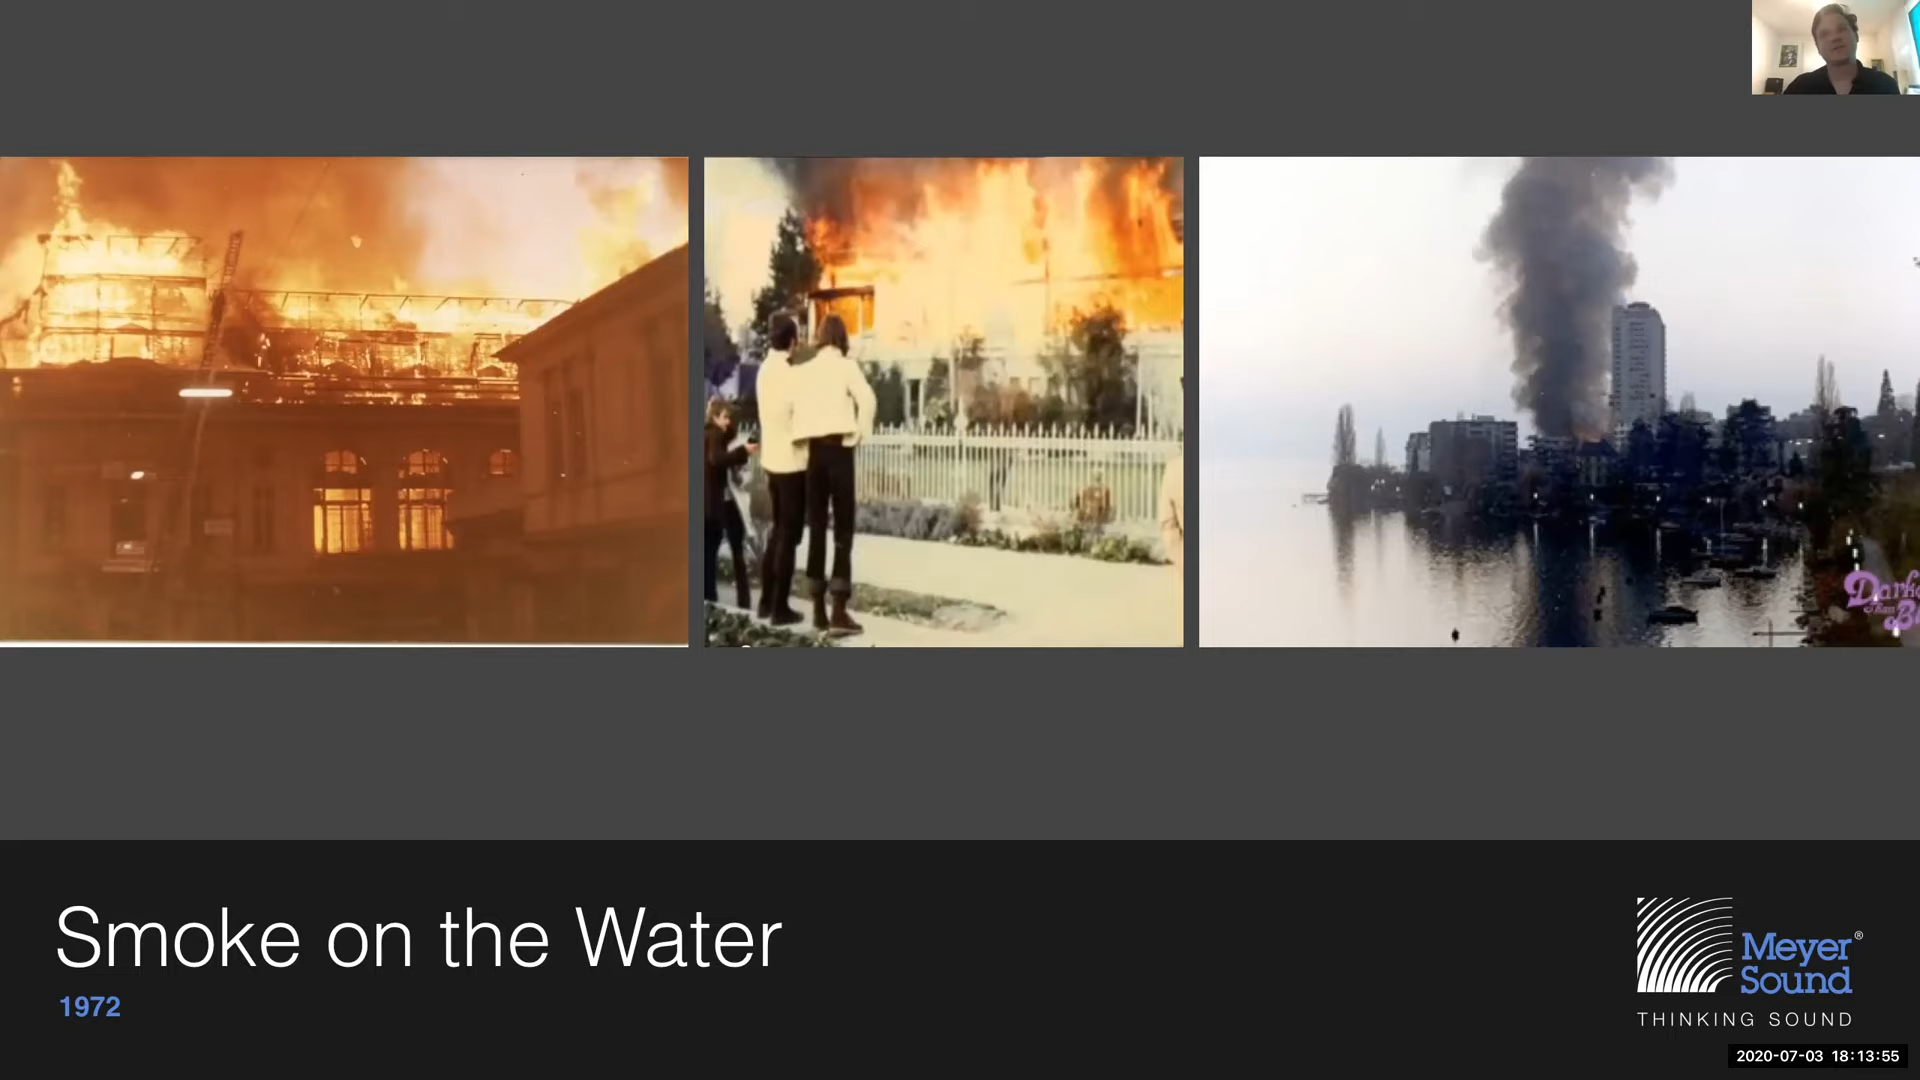 Smoke on the Water
1972
Meyer®
Sound
THINKING SOUND
2020-07-03 18:13:55